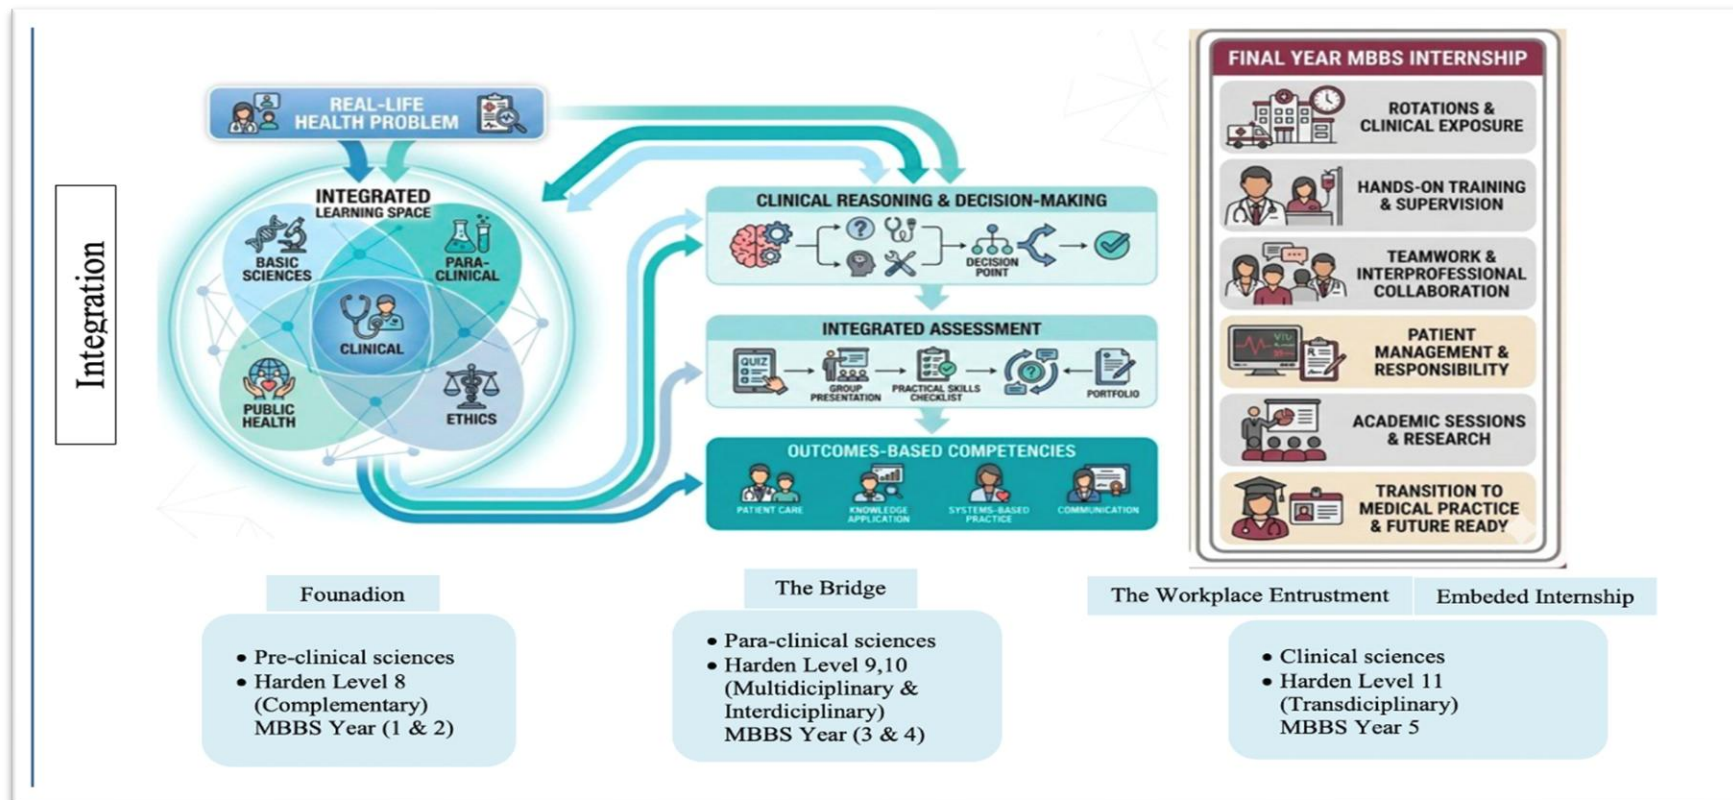 Integration
REAL-LIFE
HEALTH PROBLEM
INTEGRATED
LEARNING SPACE
BASIC
SCIENCES
PARA-
CLINICAL
CLINICAL
PUBLIC
HEALTH
ETHICS
CLINICAL REASONING & DECISION-MAKING
?
DECISION
POINT
INTEGRATED ASSESSMENT
QUIZ
?
GROUP
PRESENTATION
PRACTICAL SKILLS
CHECKLIST
PORTFOLIO
OUTCOMES-BASED COMPETENCIES
PATIENT CARE
KNOWLEDGE
APPLICATION
SYSTEMS-BASED
PRACTICE
COMMUNICATION
FINAL YEAR MBBS INTERNSHIP
ROTATIONS &
CLINICAL EXPOSURE
HANDS-ON TRAINING
& SUPERVISION
TEAMWORK &
INTERPROFESSIONAL
COLLABORATION
PATIENT
MANAGEMENT &
RESPONSIBILITY
ACADEMIC SESSIONS
& RESEARCH
TRANSITION TO
MEDICAL PRACTICE
& FUTURE READY
Founadion
• Pre-clinical sciences
• Harden Level 8
(Complementary)
MBBS Year (1 & 2)
The Bridge
• Para-clinical sciences
• Harden Level 9,10
(Multidiciplinary &
Interdiciplinary)
MBBS Year (3 & 4)
The Workplace Entrustment
Embeded Internship
• Clinical sciences
• Harden Level 11
(Transdiciplinary)
MBBS Year 5